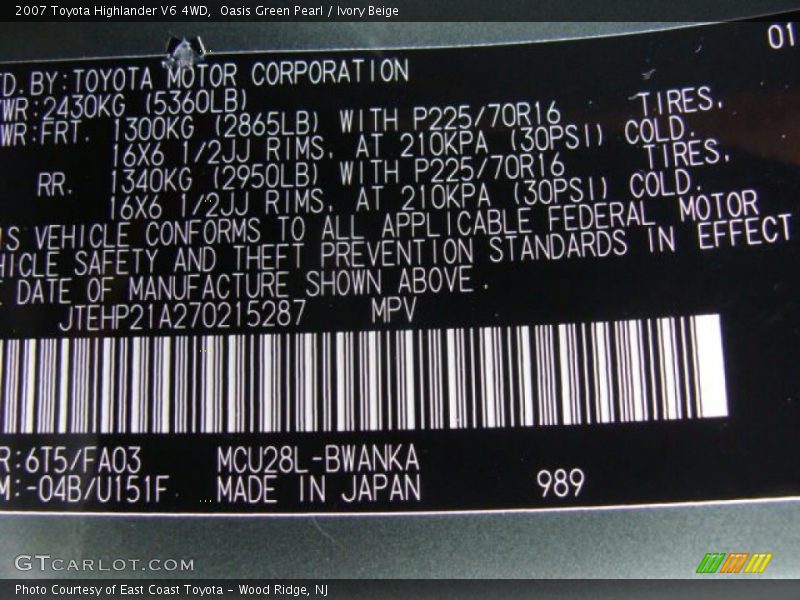 2007 Toyota Highlander V6 4WD, Oasis Green Pearl / Ivory Beige
01
TD.BY:TOYOTA MOTOR CORPORATION
WR:2430KG (5360LB)
WR:FRT. 1300KG (2865LB) WITH P225/70R16 TIRES,
16X6 1/2JJ RIMS, AT 210KPA (30PSI) COLD.
RR. 1340KG (2950LB) WITH P225/70R16 TIRES,
16X6 1/2JJ RIMS, AT 210KPA (30PSI) COLD.
IS VEHICLE CONFORMS TO ALL APPLICABLE FEDERAL MOTOR
HICLE SAFETY AND THEFT PREVENTION STANDARDS IN EFFECT
E DATE OF MANUFACTURE SHOWN ABOVE.
JTEHP21A270215287 MPV
R:6T5/FA03 MCU28L-BWANKA
M:-04B/U151F MADE IN JAPAN 989
GTCARLOT.COM
Photo Courtesy of East Coast Toyota - Wood Ridge, NJ